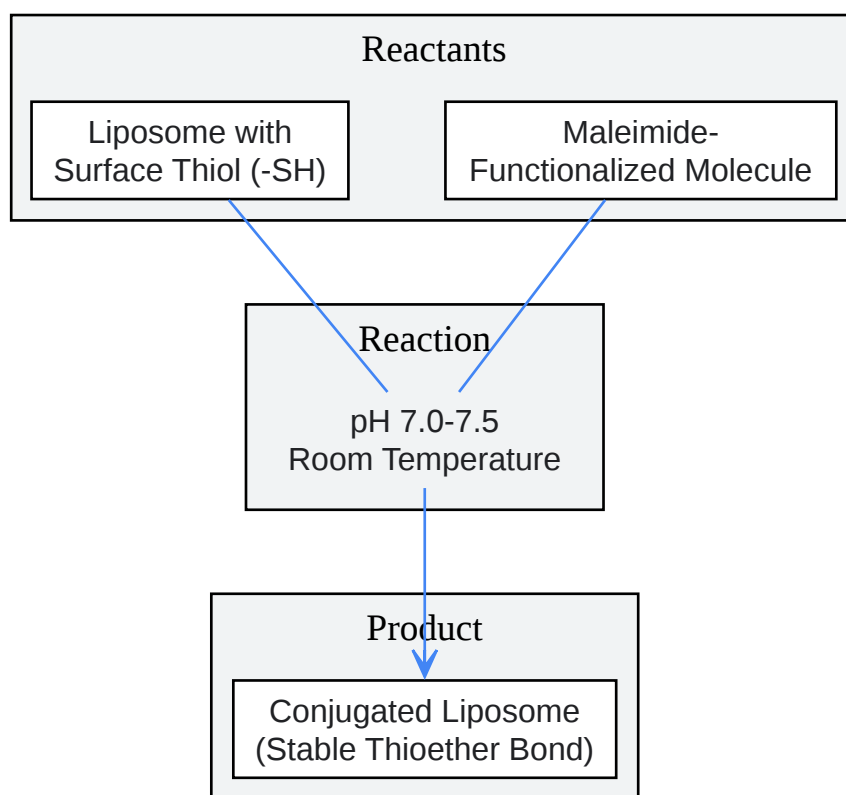 Reactants
Liposome with
Surface Thiol (-SH)
Maleimide-
Functionalized Molecule
Reaction
pH 7.0-7.5
Room Temperature
Product
Conjugated Liposome
(Stable Thioether Bond)